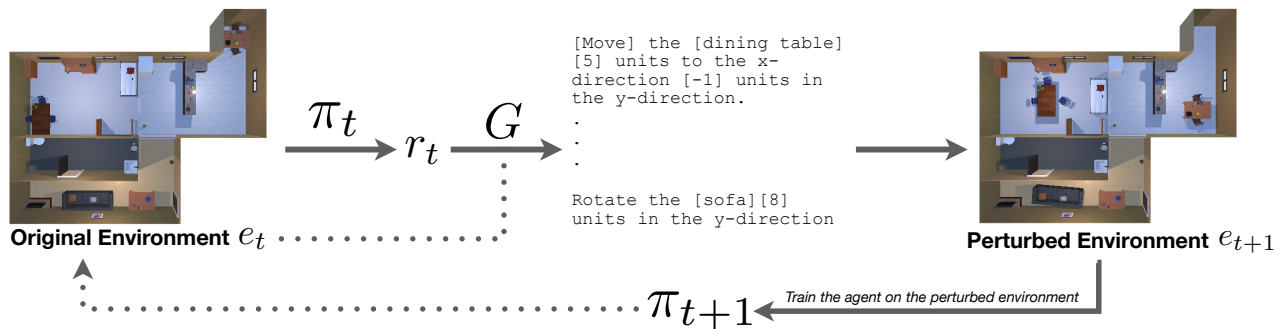 [Move] the [dining table]
[5] units to the x-
direction [-1] units in
the y-direction.
.
.
.
Rotate the [sofa][8]
units in the y-direction
π_t
r_t
G
Original Environment e_t
Perturbed Environment e_{t+1}
Train the agent on the perturbed environment
π_{t+1}